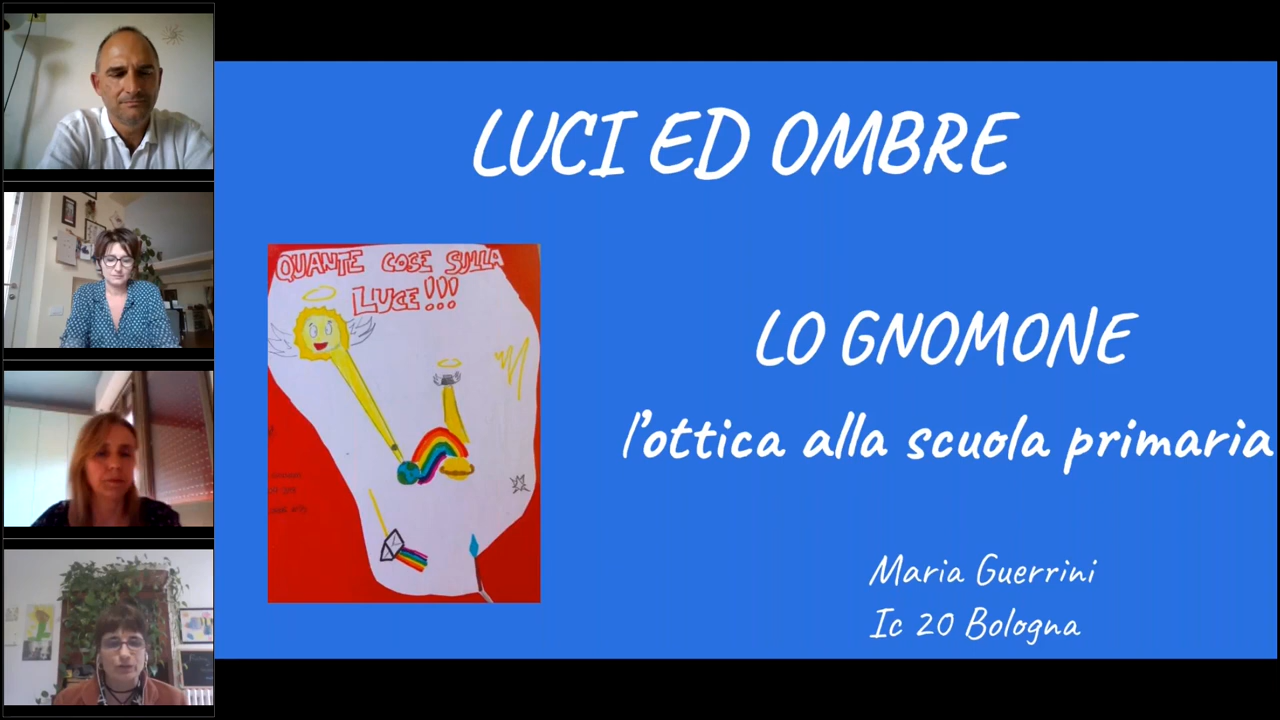 LUCI ED OMBRE
QUANTE COSE SULLA
LUCE!!!
LO GNOMONE
l'ottica alla scuola primaria
Maria Guerrini
Ic 20 Bologna